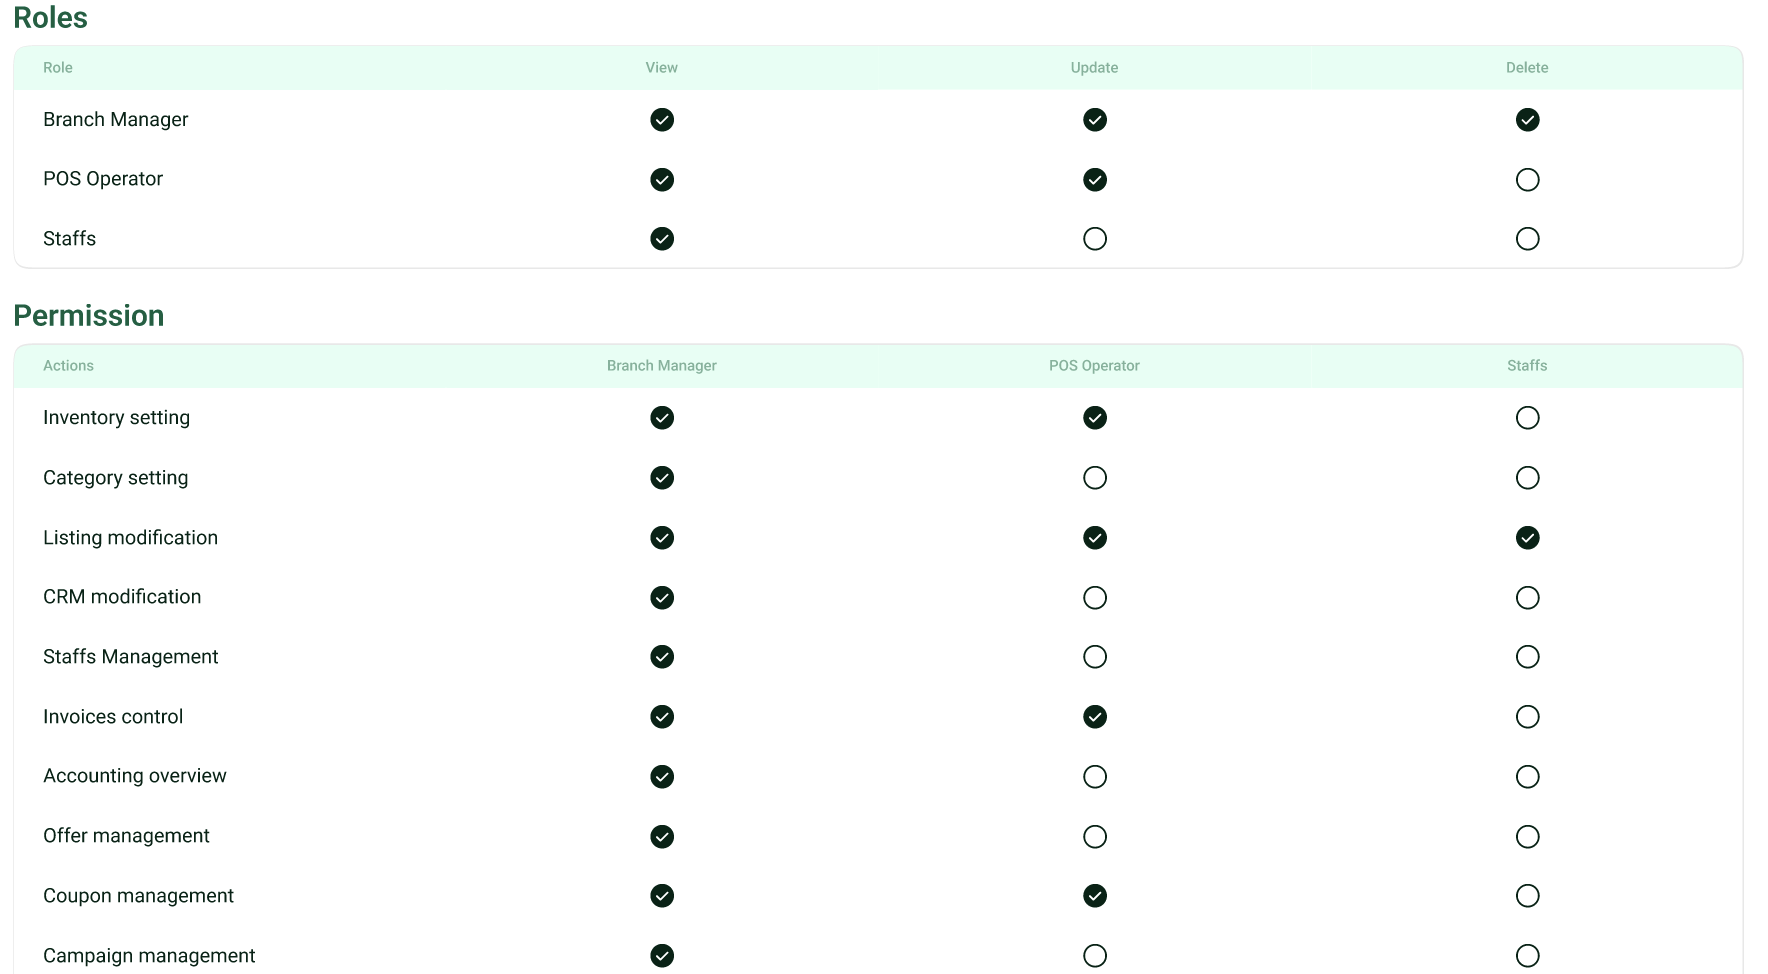 Roles
Role View Update Delete
Branch Manager
POS Operator
Staffs
Permission
Actions Branch Manager POS Operator Staffs
Inventory setting
Category setting
Listing modification
CRM modification
Staffs Management
Invoices control
Accounting overview
Offer management
Coupon management
Campaign management